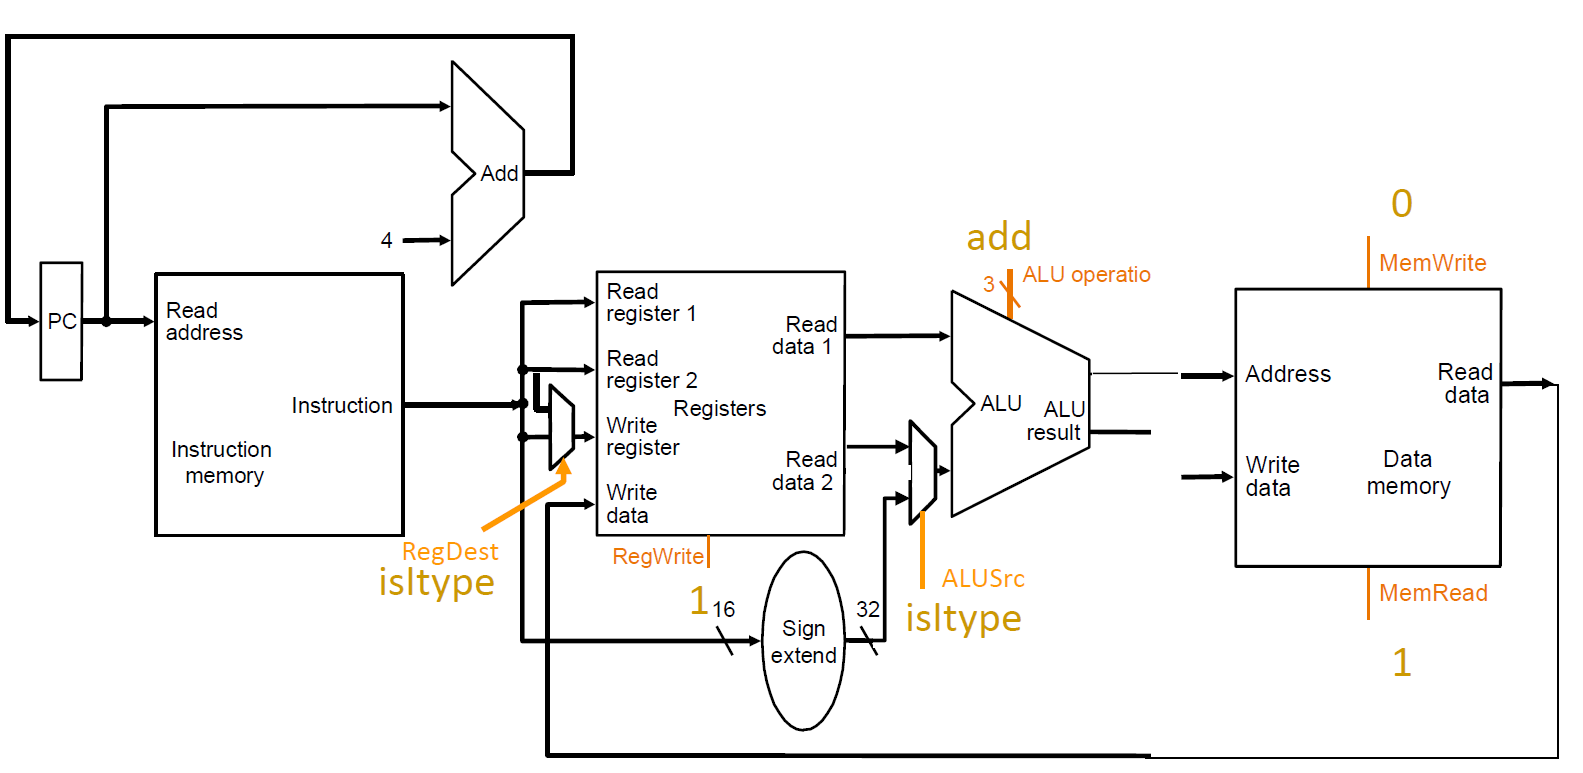 Add
4
PC
Read
address
Instruction
Instruction
memory
Read
register 1
Read
register 2
Registers
Write
register
Write
data
Read
data 1
Read
data 2
RegDest
isItype
RegWrite
1
16
Sign
extend
32
add
3
ALU operatio
ALU
ALU
result
ALUSrc
isItype
0
MemWrite
Address
Read
data
Write
data
Data
memory
MemRead
1